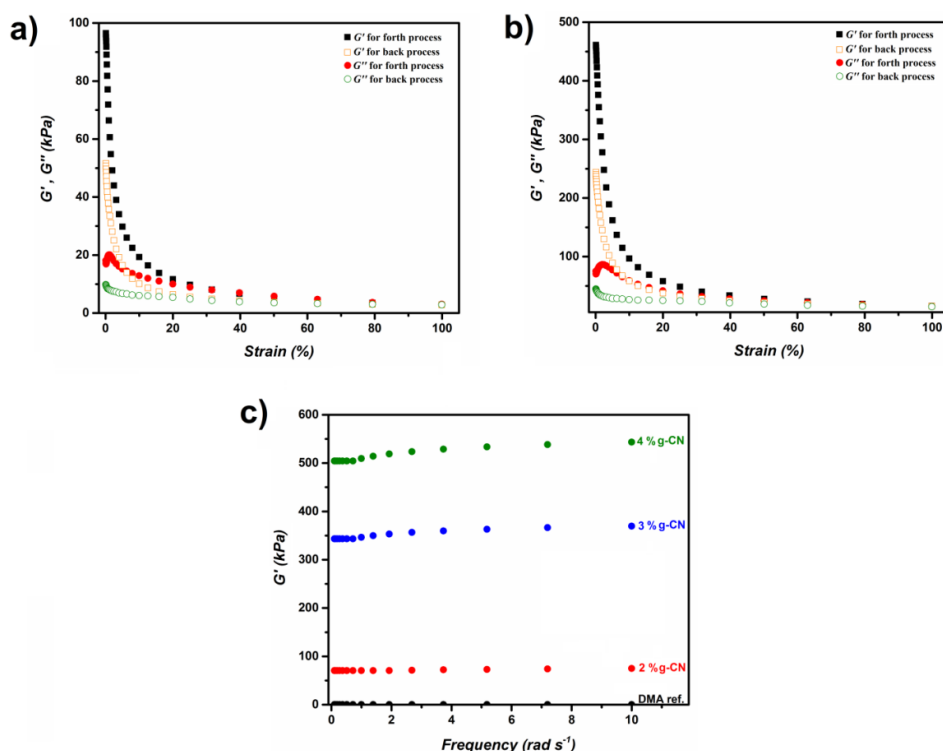 a)
100
80
60
40
20
0
G' , G'' (kPa)
0
20
40
60
80
100
Strain (%)
G' for forth process
G' for back process
G'' for forth process
G'' for back process
b)
500
400
300
250
200
150
100
50
0
G' , G'' (kPa)
0
20
40
60
80
100
Strain (%)
G' for forth process
G' for back process
G'' for forth process
G'' for back process
c)
600
500
400
300
200
100
0
G' (kPa)
0
2
4
6
8
10
Frequency (rad s⁻¹)
4 % g-CN
3 % g-CN
2 % g-CN
DMA ref.